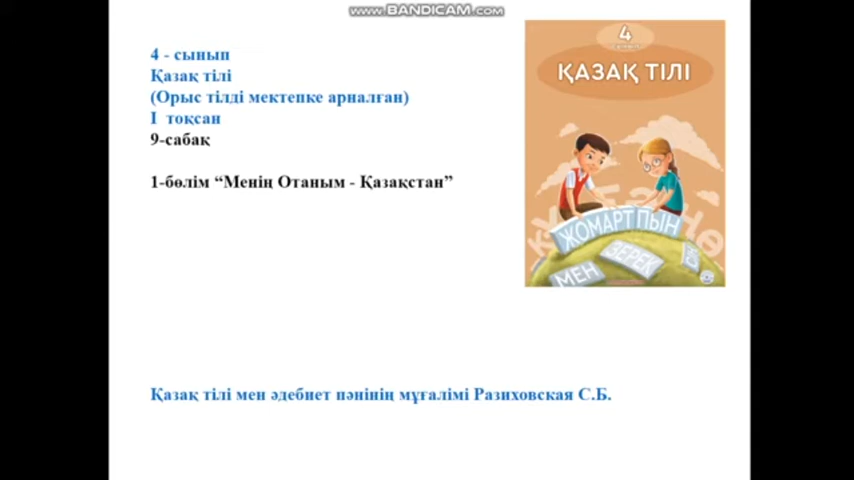 www.BANDICAM.com
4 - сынып
Қазақ тілі
(Орыс тілді мектепке арналған)
I тоқсан
9-сабақ
1-бөлім “Менің Отаным - Қазақстан”
4
ҚАЗАҚ ТІЛІ
ЖОМАРТ ПЫН
ЗЕРЕК
МЕН
Қазақ тілі мен әдебиет пәнінің мұғалімі Разиховская С.Б.